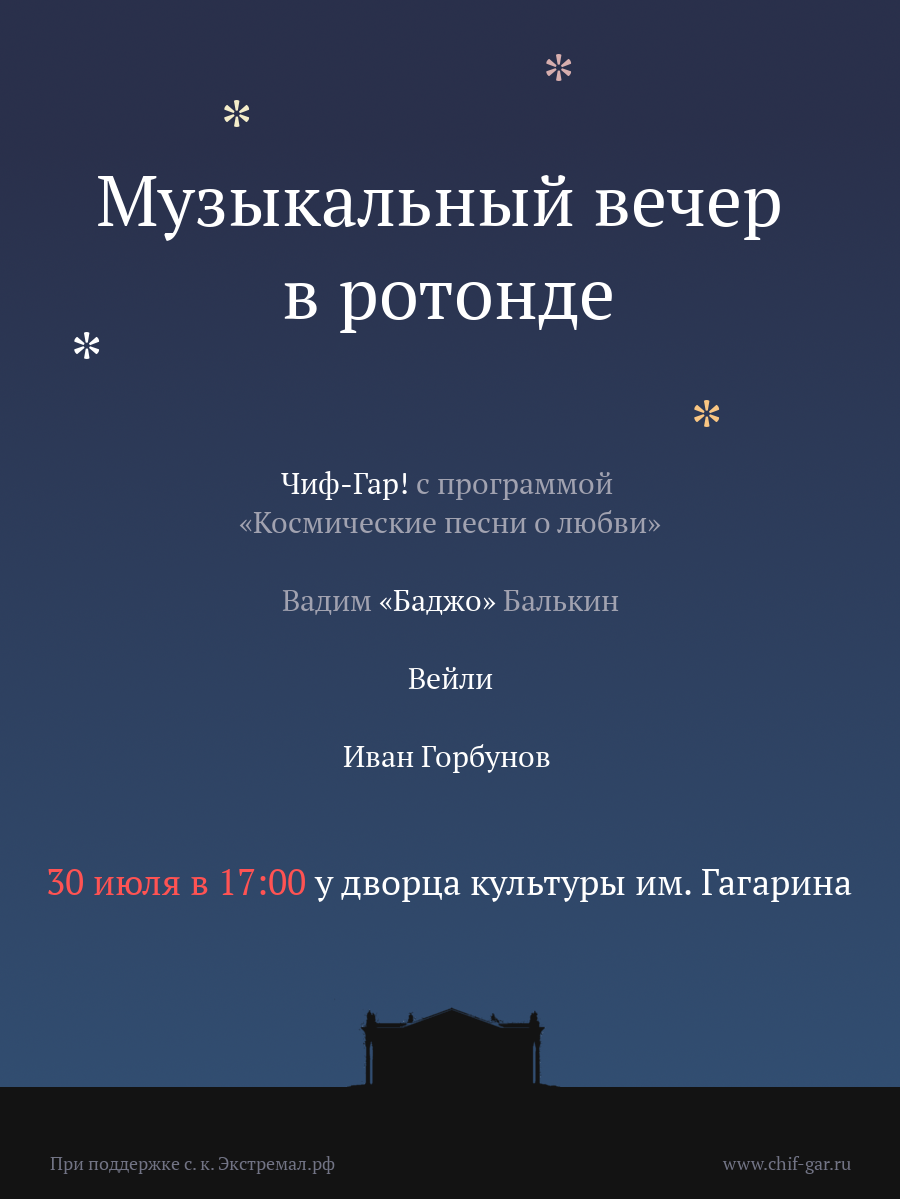 Музыкальный вечер
в ротонде
Чиф-Гар! с программой
«Космические песни о любви»
Вадим «Баджо» Балькин
Вейли
Иван Горбунов
30 июля в 17:00 у дворца культуры им. Гагарина
При поддержке с. к. Экстремал.рф
www.chif-gar.ru